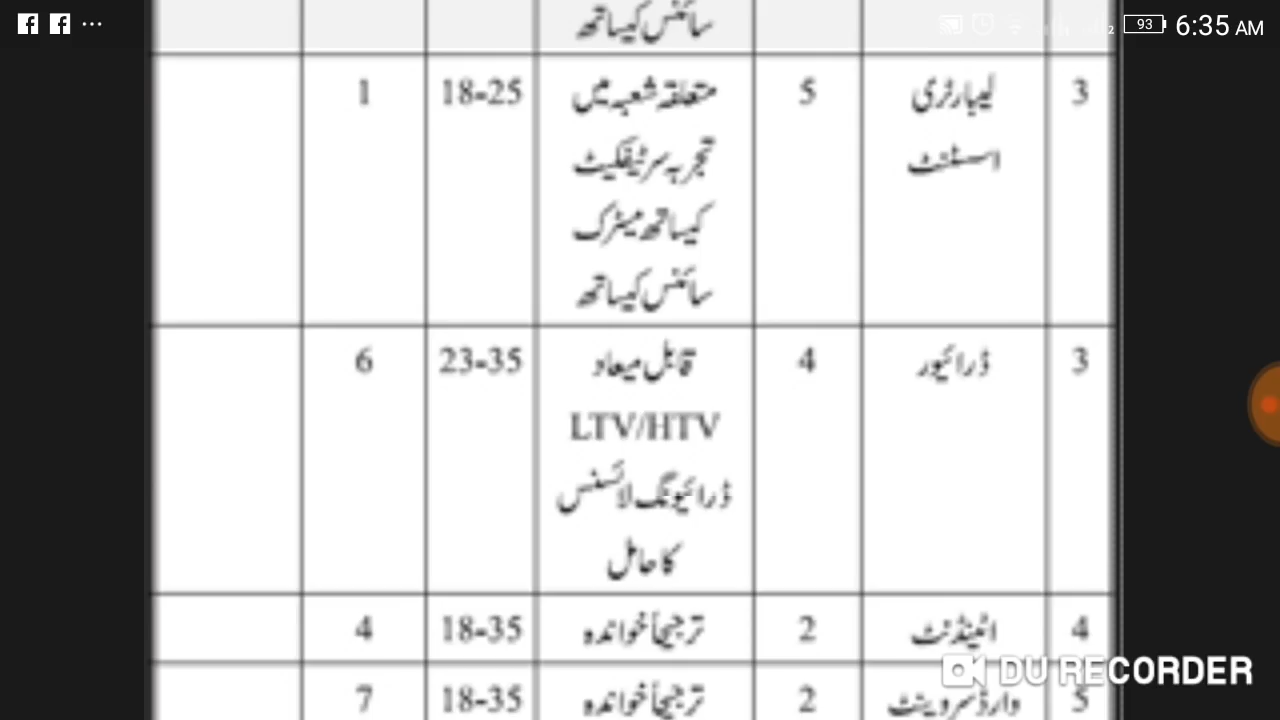 93 6:35 AM
سائنس کیساتھ
3 لیبارٹری 5 متعلقہ شعبہ میں 18-25 1
اسسٹنٹ تجربہ سرٹیفکیٹ
کیساتھ میٹرک
سائنس کیساتھ
3 ڈرائیور 4 قابل میعاد 23-35 6
LTV/HTV
ڈرائیونگ لائسنس
کا حامل
4 اٹینڈنٹ 2 ترجیحاً خواندہ 18-35 4
5 وارڈ سروینٹ 2 ترجیحاً خواندہ 18-35 7
DU RECORDER